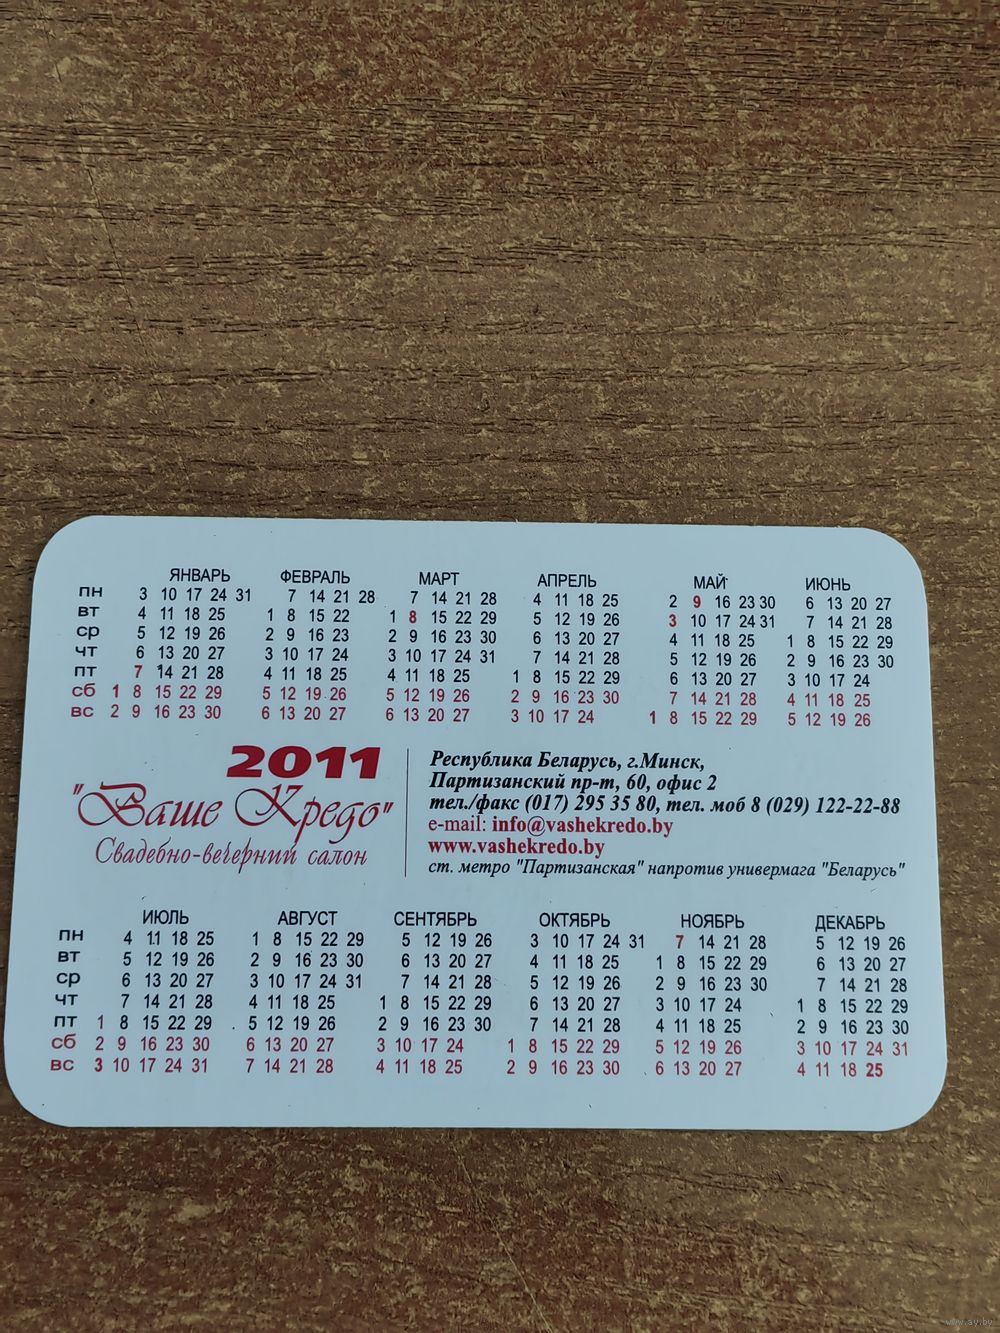 ЯНВАРЬ ФЕВРАЛЬ МАРТ АПРЕЛЬ МАЙ ИЮНЬ
ПН 3 10 17 24 31 7 14 21 28 7 14 21 28 4 11 18 25 2 9 16 23 30 6 13 20 27
ВТ 4 11 18 25 1 8 15 22 1 8 15 22 29 5 12 19 26 3 10 17 24 31 7 14 21 28
СР 5 12 19 26 2 9 16 23 2 9 16 23 30 6 13 20 27 4 11 18 25 1 8 15 22 29
ЧТ 6 13 20 27 3 10 17 24 3 10 17 24 31 7 14 21 28 5 12 19 26 2 9 16 23 30
ПТ 7 14 21 28 4 11 18 25 4 11 18 25 1 8 15 22 29 6 13 20 27 3 10 17 24
СБ 1 8 15 22 29 5 12 19 26 5 12 19 26 2 9 16 23 30 7 14 21 28 4 11 18 25
ВС 2 9 16 23 30 6 13 20 27 6 13 20 27 3 10 17 24 1 8 15 22 29 5 12 19 26
2011
"Ваше Кредо"
Свадебно-вечерний салон
Республика Беларусь, г.Минск,
Партизанский пр-т, 60, офис 2
тел./факс (017) 295 35 80, тел. моб 8 (029) 122-22-88
e-mail: info@vashekredo.by
www.vashekredo.by
ст. метро "Партизанская" напротив универмага "Беларусь"
ИЮЛЬ АВГУСТ СЕНТЯБРЬ ОКТЯБРЬ НОЯБРЬ ДЕКАБРЬ
ПН 4 11 18 25 1 8 15 22 29 5 12 19 26 3 10 17 24 31 7 14 21 28 5 12 19 26
ВТ 5 12 19 26 2 9 16 23 30 6 13 20 27 4 11 18 25 1 8 15 22 29 6 13 20 27
СР 6 13 20 27 3 10 17 24 31 7 14 21 28 5 12 19 26 2 9 16 23 30 7 14 21 28
ЧТ 7 14 21 28 4 11 18 25 1 8 15 22 29 6 13 20 27 3 10 17 24 1 8 15 22 29
ПТ 1 8 15 22 29 5 12 19 26 2 9 16 23 30 7 14 21 28 4 11 18 25 2 9 16 23 30
СБ 2 9 16 23 30 6 13 20 27 3 10 17 24 1 8 15 22 29 5 12 19 26 3 10 17 24 31
ВС 3 10 17 24 31 7 14 21 28 4 11 18 25 2 9 16 23 30 6 13 20 27 4 11 18 25
www.ay.by